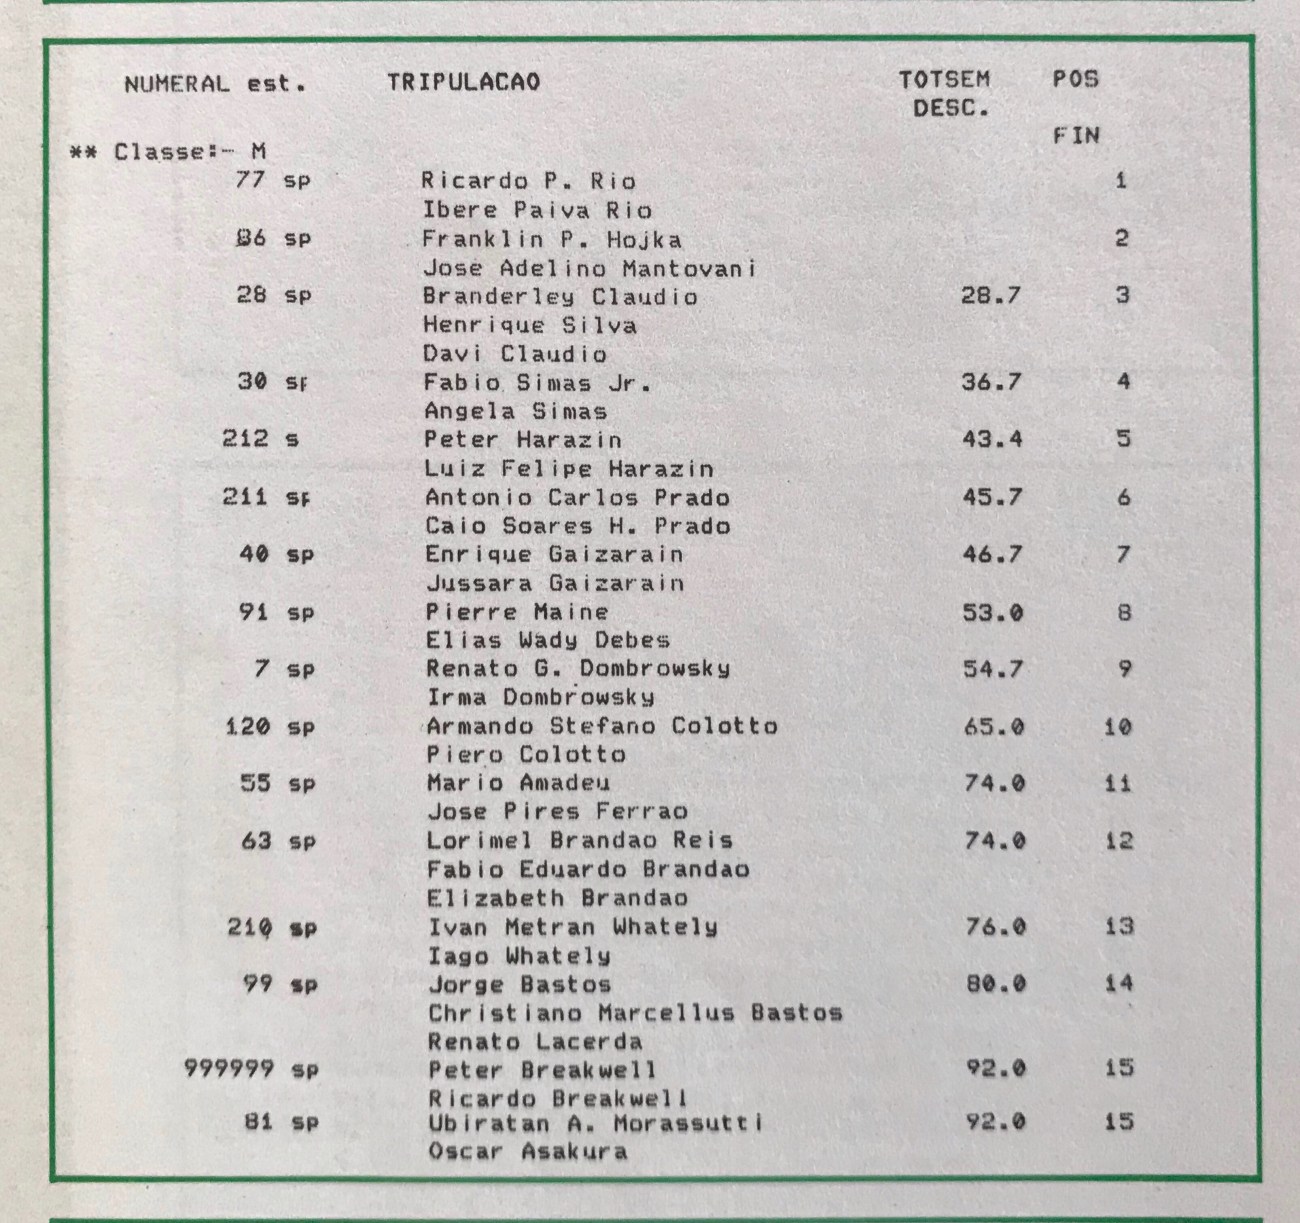 NUMERAL est. TRIPULACAO TOTSEM POS
DESC.
FIN
** Classe:- M
77 sp Ricardo P. Rio 1
Ibere Paiva Rio
86 sp Franklin P. Hojka 2
Jose Adelino Mantovani
28 sp Branderley Claudio 28.7 3
Henrique Silva
Davi Claudio
30 sp Fabio Simas Jr. 36.7 4
Angela Simas
212 s Peter Harazin 43.4 5
Luiz Felipe Harazin
211 sp Antonio Carlos Prado 45.7 6
Caio Soares H. Prado
40 sp Enrique Gaizarain 46.7 7
Jussara Gaizarain
91 sp Pierre Maine 53.0 8
Elias Wady Debes
7 sp Renato G. Dombrowsky 54.7 9
Irma Dombrowsky
120 sp Armando Stefano Colotto 65.0 10
Piero Colotto
55 sp Mario Amadeu 74.0 11
Jose Pires Ferrao
63 sp Lorimel Brandao Reis 74.0 12
Fabio Eduardo Brandao
Elizabeth Brandao
210 sp Ivan Metran Whately 76.0 13
Iago Whately
99 sp Jorge Bastos 80.0 14
Christiano Marcellus Bastos
Renato Lacerda
999999 sp Peter Breakwell 92.0 15
Ricardo Breakwell
81 sp Ubiratan A. Morassutti 92.0 15
Oscar Asakura